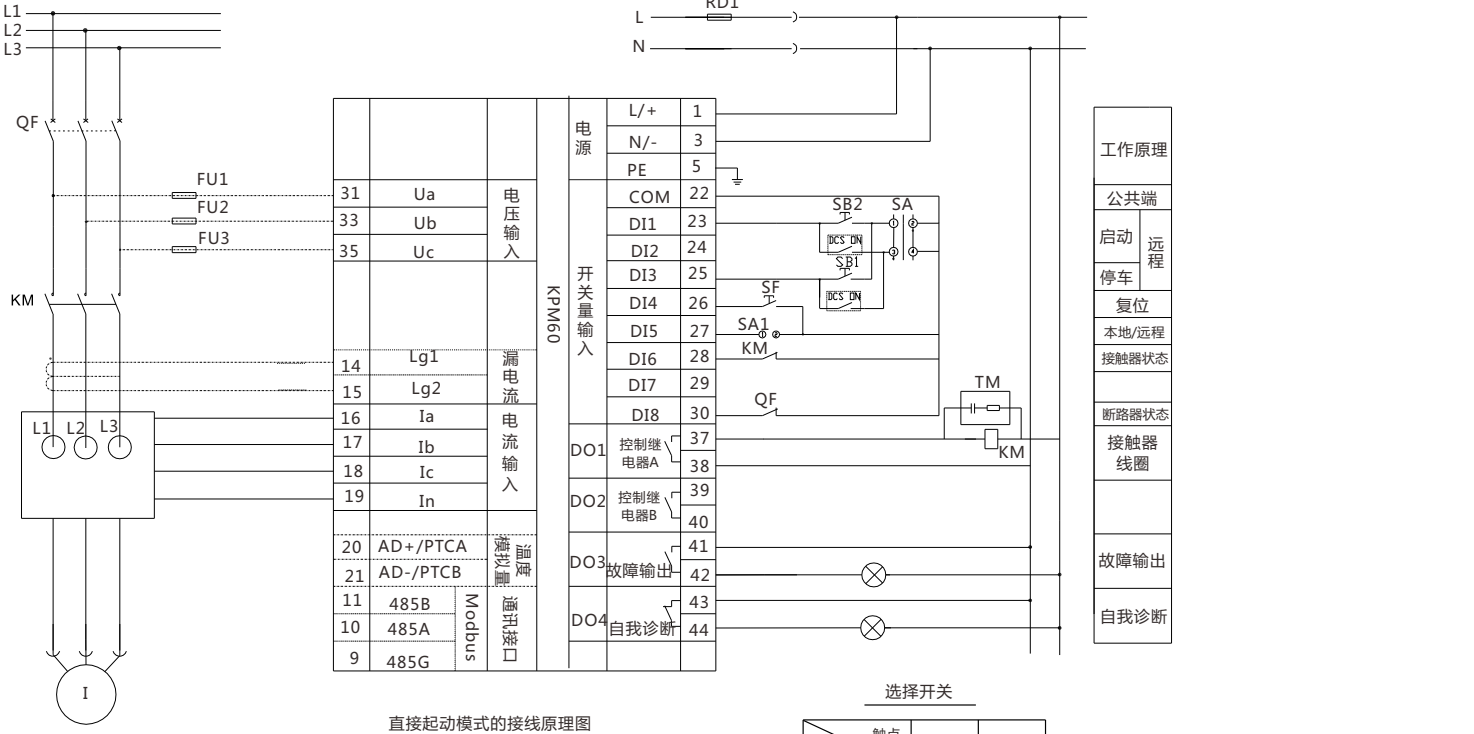 L1
L2
L3
L
RD1
N
QF
FU1
FU2
FU3
KM
L1
L2
L3
I
31
Ua
33
Ub
35
Uc
电压输入
14
Lg1
15
Lg2
漏电流
16
Ia
17
Ib
18
Ic
19
In
电流输入
20
AD+/PTCA
21
AD-/PTCB
模拟量
温度
11
485B
10
485A
9
485G
Modbus
通讯接口
KPM60
电源
L/+
1
N/-
3
PE
5
开关量输入
COM
22
DI1
23
DI2
24
DI3
25
DI4
26
DI5
27
DI6
28
DI7
29
DI8
30
DO1
控制继
电器A
37
38
DO2
控制继
电器B
39
40
DO3
故障输出
41
42
DO4
自我诊断
43
44
SB2
SA
DCS ON
1
2
3
4
SB1
DCS ON
SF
SA1
KM
QF
TM
KM
工作原理
公共端
启动
停车
远程
复位
本地/远程
接触器状态
断路器状态
接触器
线圈
故障输出
自我诊断
直接起动模式的接线原理图
选择开关
触点